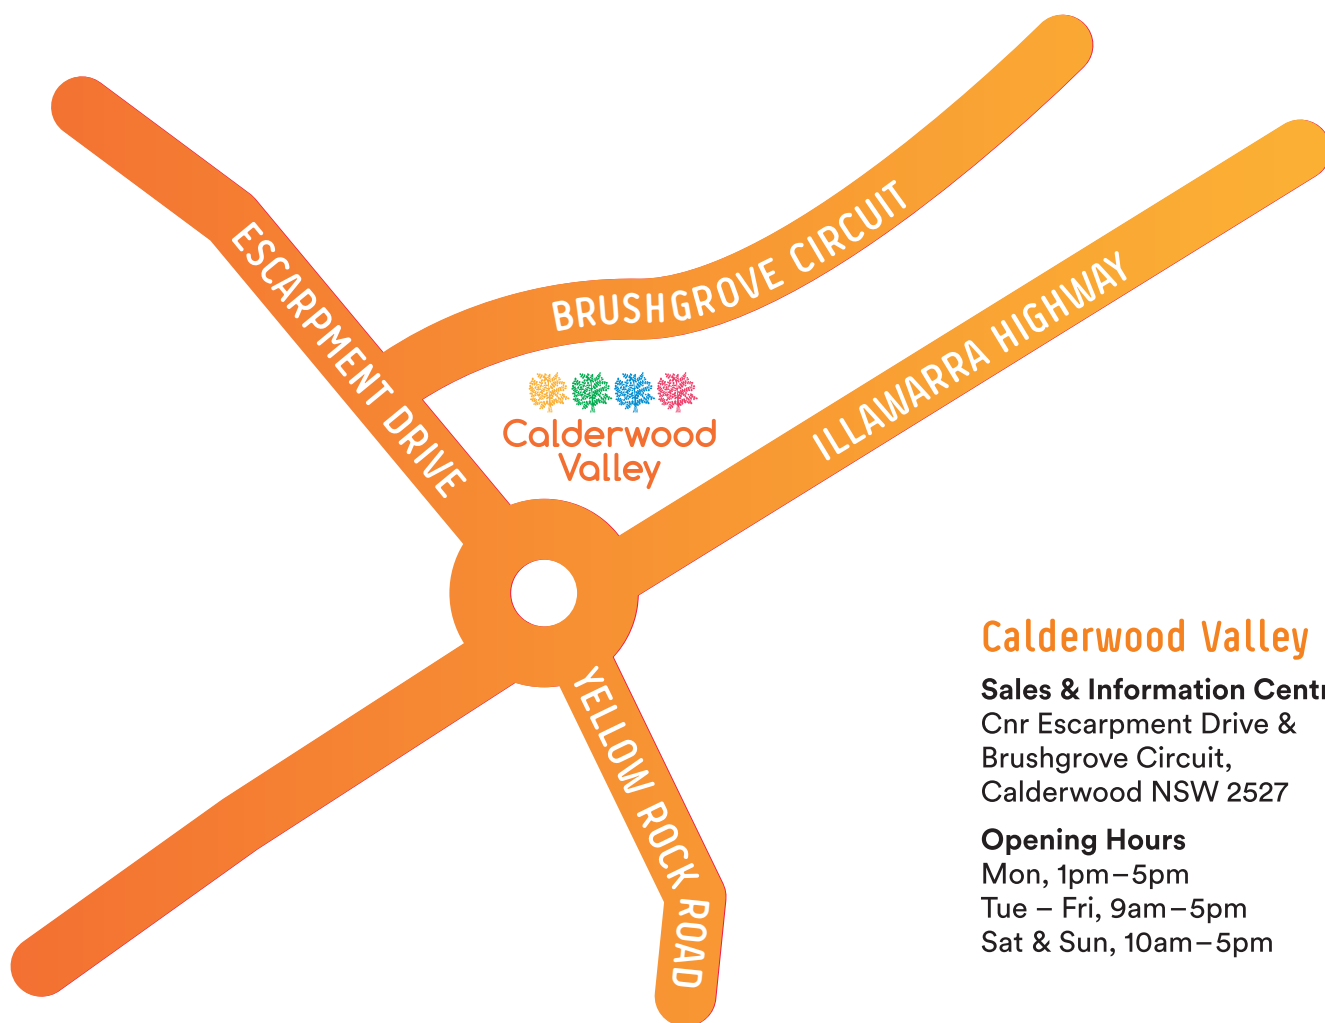 ESCARPMENT DRIVE
BRUSHGROVE CIRCUIT
ILLAWARRA HIGHWAY
Calderwood
Valley
YELLOW ROCK ROAD
Calderwood Valley
Sales & Information
Cnr Escarpment Drive &
Brushgrove Circuit,
Calderwood NSW 2527
Opening Hours
Mon, 1pm–5pm
Tue – Fri, 9am–5pm
Sat & Sun, 10am–5pm